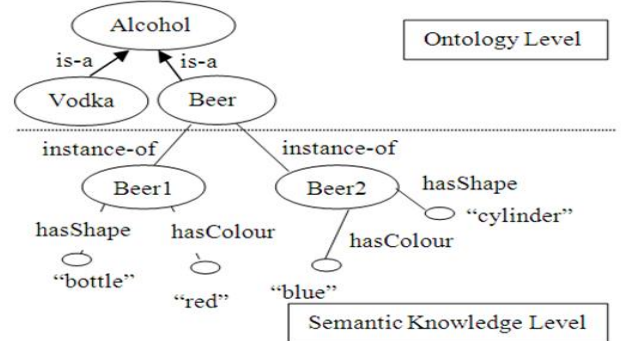 Alcohol
Ontology Level
is-a
is-a
Vodka
Beer
instance-of
instance-of
Beer1
Beer2
hasShape
“cylinder”
hasShape
hasColour
hasColour
“bottle”
“red”
“blue”
Semantic Knowledge Level